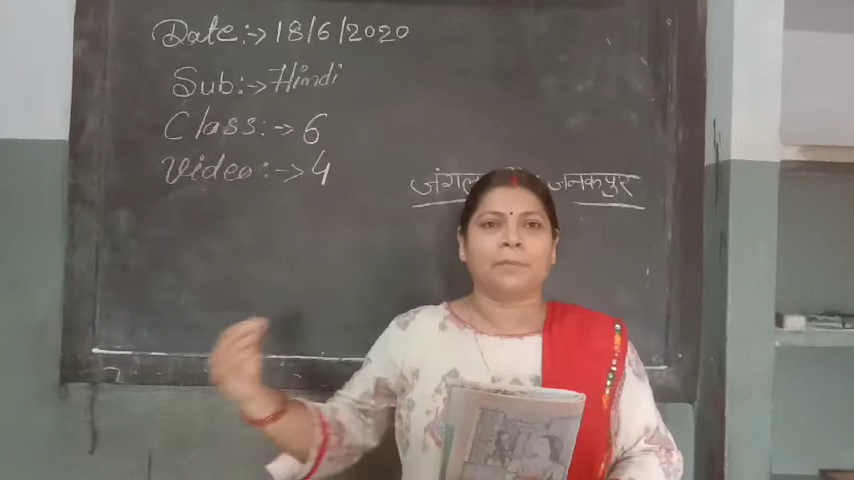 Date :-> 18/6/2020
Sub :-> Hindi
Class :-> 6
Video :-> 4
जंगल जनकपुर